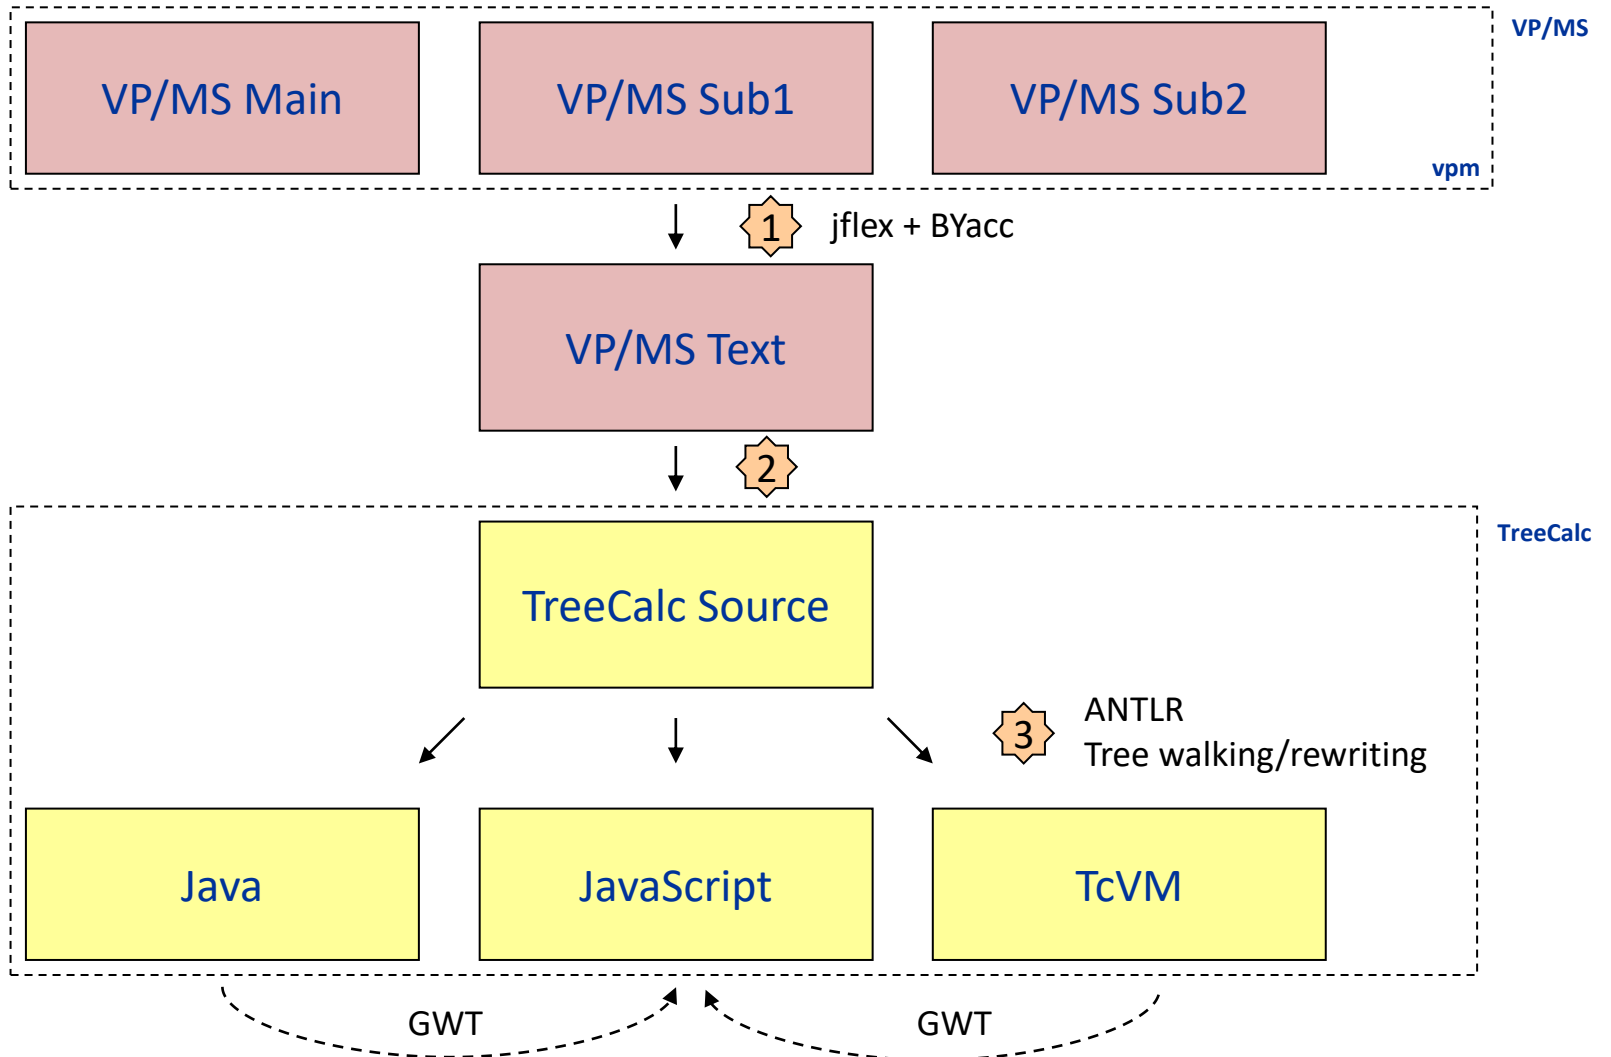 VP/MS
VP/MS Main
VP/MS Sub1
VP/MS Sub2
vpm
1
jflex + BYacc
VP/MS Text
2
TreeCalc
TreeCalc Source
3
ANTLR
Tree walking/rewriting
Java
JavaScript
TcVM
GWT
GWT